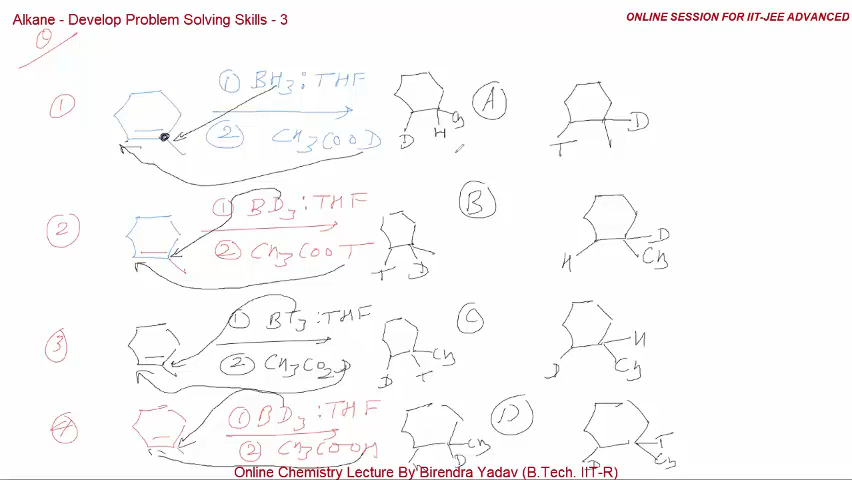 Alkane - Develop Problem Solving Skills - 3
ONLINE SESSION FOR IIT-JEE ADVANCED
Q
① ① BH3:THF
② CH3COOD
D H CH3 Ⓐ T D
② ① BD3:THF
② CH3COOT
T D Ⓑ H D CH3
③ ① BT3:THF
② CH3CO2D
D T CH3 Ⓒ D H CH3
④ ① BD3:THF
② CH3COOH
H D CH3 Ⓓ D T CH3
Online Chemistry Lecture By Birendra Yadav (B.Tech. IIT-R)